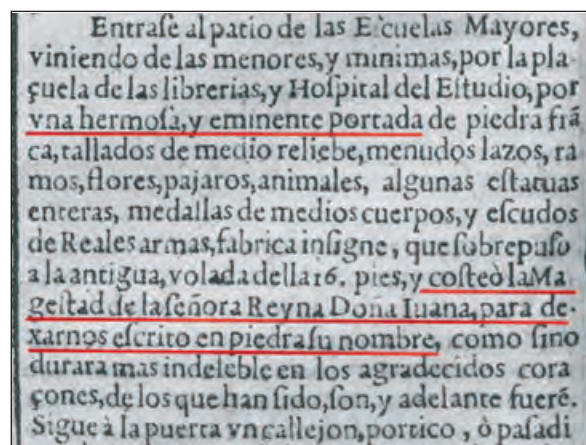 Entraſe al patio de las Eſcuelas Mayores,
viniendo de las menores, y minimas, por la pla-
çuela de las librerias, y Hoſpital del Eſtudio, por
vna hermoſa, y eminente portada de piedra frã
ca, tallados de medio reliebe, menudos lazos, ra
mos, flores, pajaros, animales, algunas eſtatuas
enteras, medallas de medios cuerpos, y eſcudos
de Reales armas, fabrica inſigne, que ſobrepuſo
a la antigua, volada della 16. pies, y coſteò la Ma
geſtad de la ſeñora Reyna Doña Iuana, para de-
xarnos eſcrito en piedra ſu nombre, como ſino
durara mas indeleble en los agradecidos cora
çones, de los que han ſido, ſon, y adelante fuerẽ.
Sigue à la puerta vn callejon, portico, ò paſadi